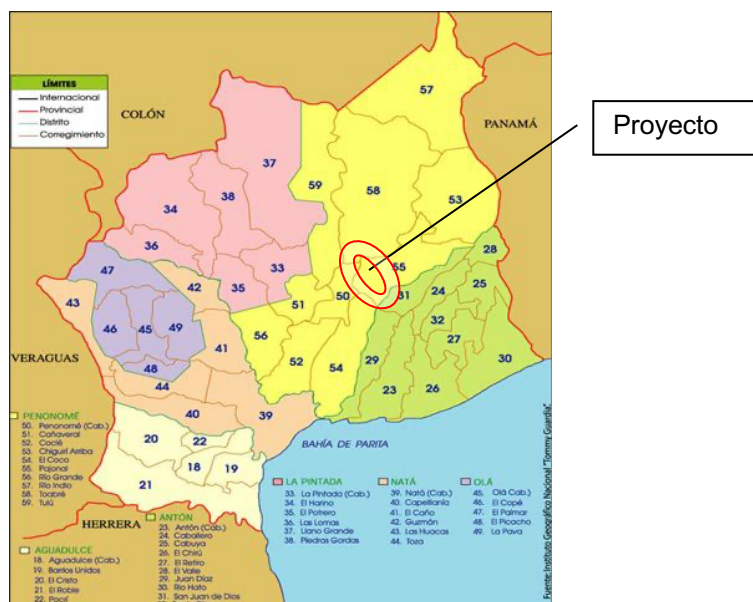 LÍMITES
Internacional
Provincial
Distrito
Corregimiento
COLÓN
PANAMÁ
Proyecto
57
37
59
58
38
53
34
36
28
47
33
55
35
42
25
43
24
31
51
50
32
46
45
49
56
41
27
52
54
29
30
48
VERAGUAS
44
23
26
40
39
20
22
BAHÍA DE PARITA
18
19
21
HERRERA
PENONOMÉ
50. Penonomé (Cab.)
51. Cañaveral
52. Coclé
53. Chiguirí Arriba
54. El Coco
55. Pajonal
56. Río Grande
57. Río Indio
58. Toabré
59. Tulú
AGUADULCE
18. Aguadulce (Cab.)
19. Barrios Unidos
20. El Cristo
21. El Roble
22. Pocrí
ANTÓN
23. Antón (Cab.)
24. Caballero
25. Cabuya
26. El Chirú
27. El Retiro
28. El Valle
29. Juan Díaz
30. Río Hato
31. San Juan de Dios
LA PINTADA
33. La Pintada (Cab.)
34. El Harino
35. El Potrero
36. Las Lomas
37. Llano Grande
38. Piedras Gordas
NATÁ
39. Natá (Cab.)
40. Capellanía
41. El Caño
42. Guzmán
43. Las Huacas
44. Toza
OLÁ
45. Olá (Cab.)
46. El Copé
47. El Palmar
48. El Picacho
49. La Pava
Fuente: Instituto Geográfico Nacional "Tommy Guardia".